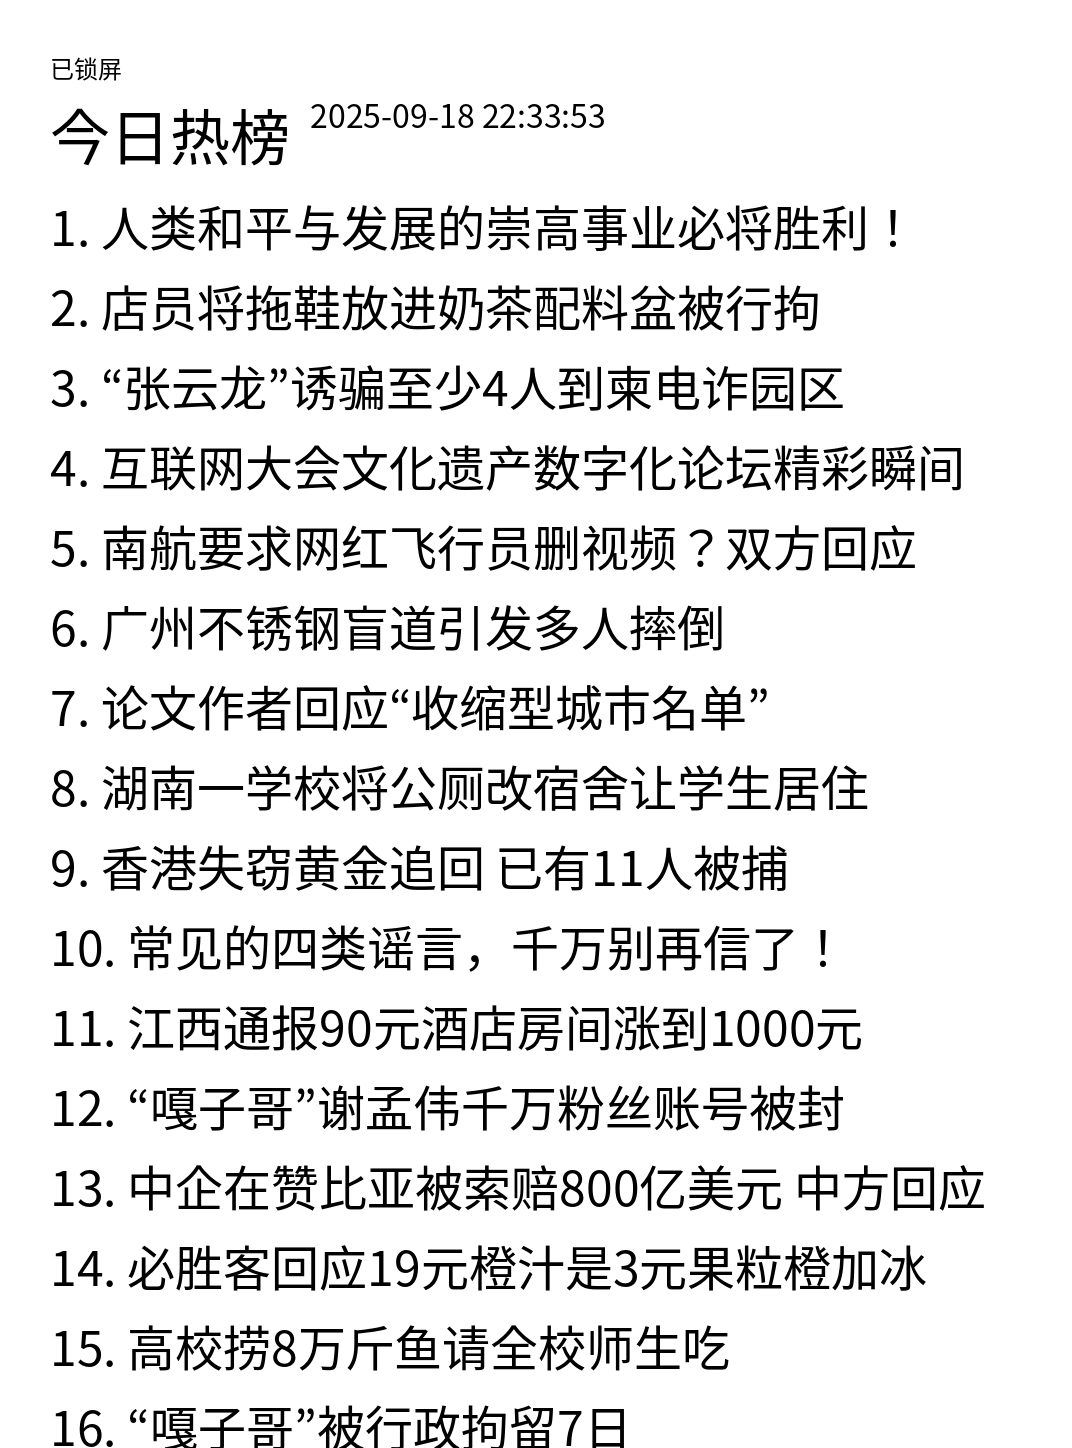 已锁屏
今日热榜 2025-09-18 22:33:53
1. 人类和平与发展的崇高事业必将胜利！
2. 店员将拖鞋放进奶茶配料盆被行拘
3. “张云龙”诱骗至少4人到柬电诈园区
4. 互联网大会文化遗产数字化论坛精彩瞬间
5. 南航要求网红飞行员删视频？双方回应
6. 广州不锈钢盲道引发多人摔倒
7. 论文作者回应“收缩型城市名单”
8. 湖南一学校将公厕改宿舍让学生居住
9. 香港失窃黄金追回 已有11人被捕
10. 常见的四类谣言，千万别再信了！
11. 江西通报90元酒店房间涨到1000元
12. “嘎子哥”谢孟伟千万粉丝账号被封
13. 中企在赞比亚被索赔800亿美元 中方回应
14. 必胜客回应19元橙汁是3元果粒橙加冰
15. 高校捞8万斤鱼请全校师生吃
16. “嘎子哥”被行政拘留7日